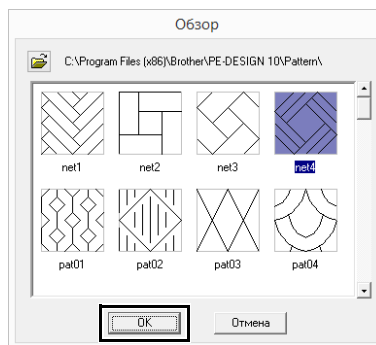 Обзор
C:\Program Files (x86)\Brother\PE-DESIGN 10\Pattern\
net1 net2 net3 net4
pat01 pat02 pat03 pat04
OK Отмена